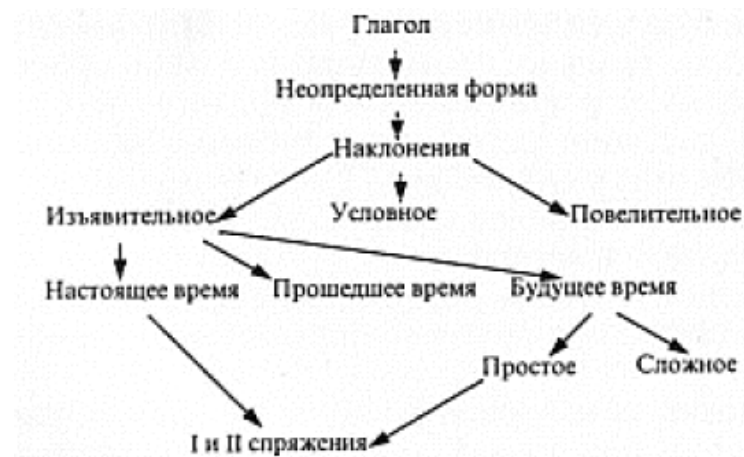 Глагол
Неопределенная форма
Наклонения
Изъявительное Условное Повелительное
Настоящее время Прошедшее время Будущее время
Простое Сложное
I и II спряжения